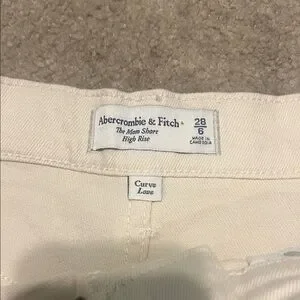 Abercrombie & Fitch
The Mom Short
High Rise
28
6
MADE IN
CAMBODIA
Curve
Love